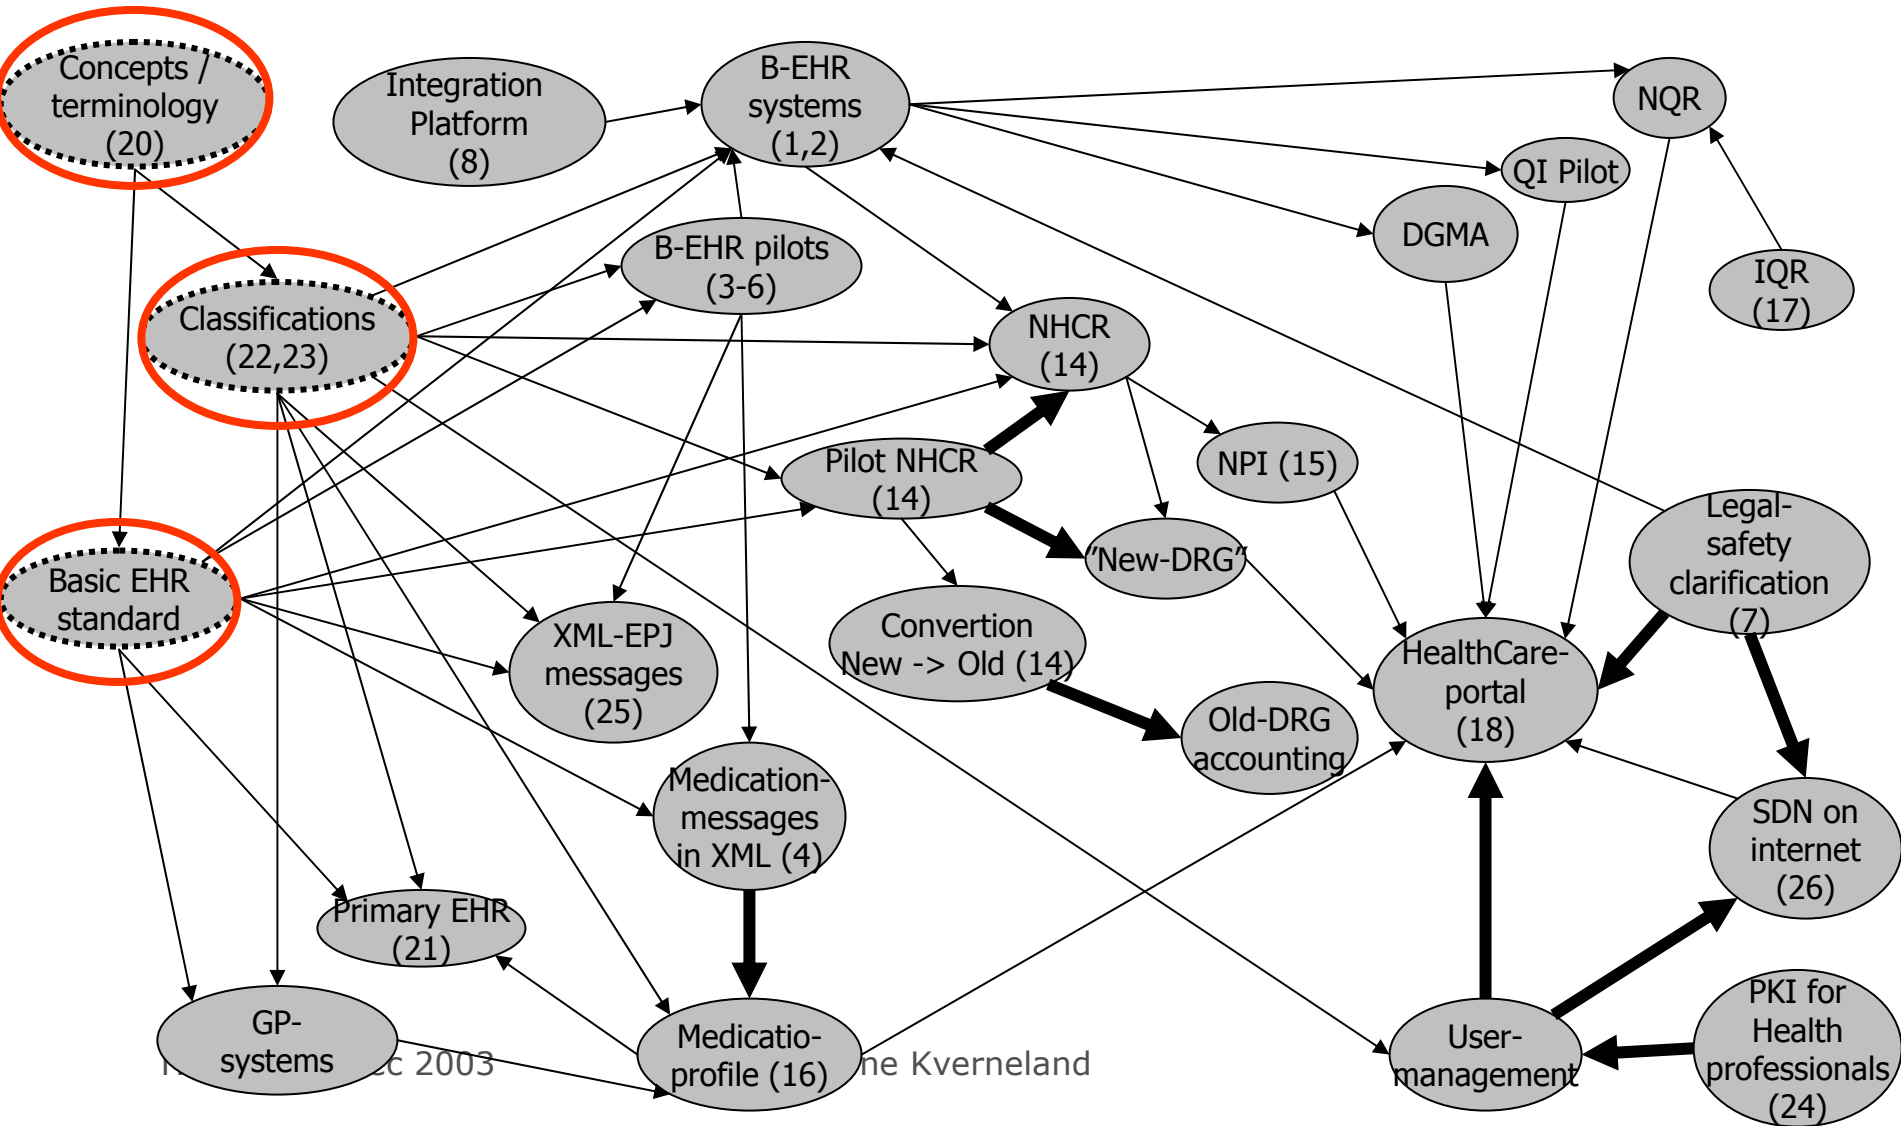 Concepts /
terminology
(20)
Integration
Platform
(8)
B-EHR
systems
(1,2)
NQR
QI Pilot
DGMA
IQR
(17)
B-EHR pilots
(3-6)
Classifications
(22,23)
NHCR
(14)
Pilot NHCR
(14)
NPI (15)
"New-DRG"
Legal-
safety
clarification
(7)
Basic EHR
standard
XML-EPJ
messages
(25)
Convertion
New -> Old (14)
Old-DRG
accounting
HealthCare-
portal
(18)
Medication-
messages
in XML (4)
SDN on
internet
(26)
Primary EHR
(21)
GP-
systems
Medicatio-
profile (16)
User-
management
PKI for
Health
professionals
(24)
2003
Kverneland